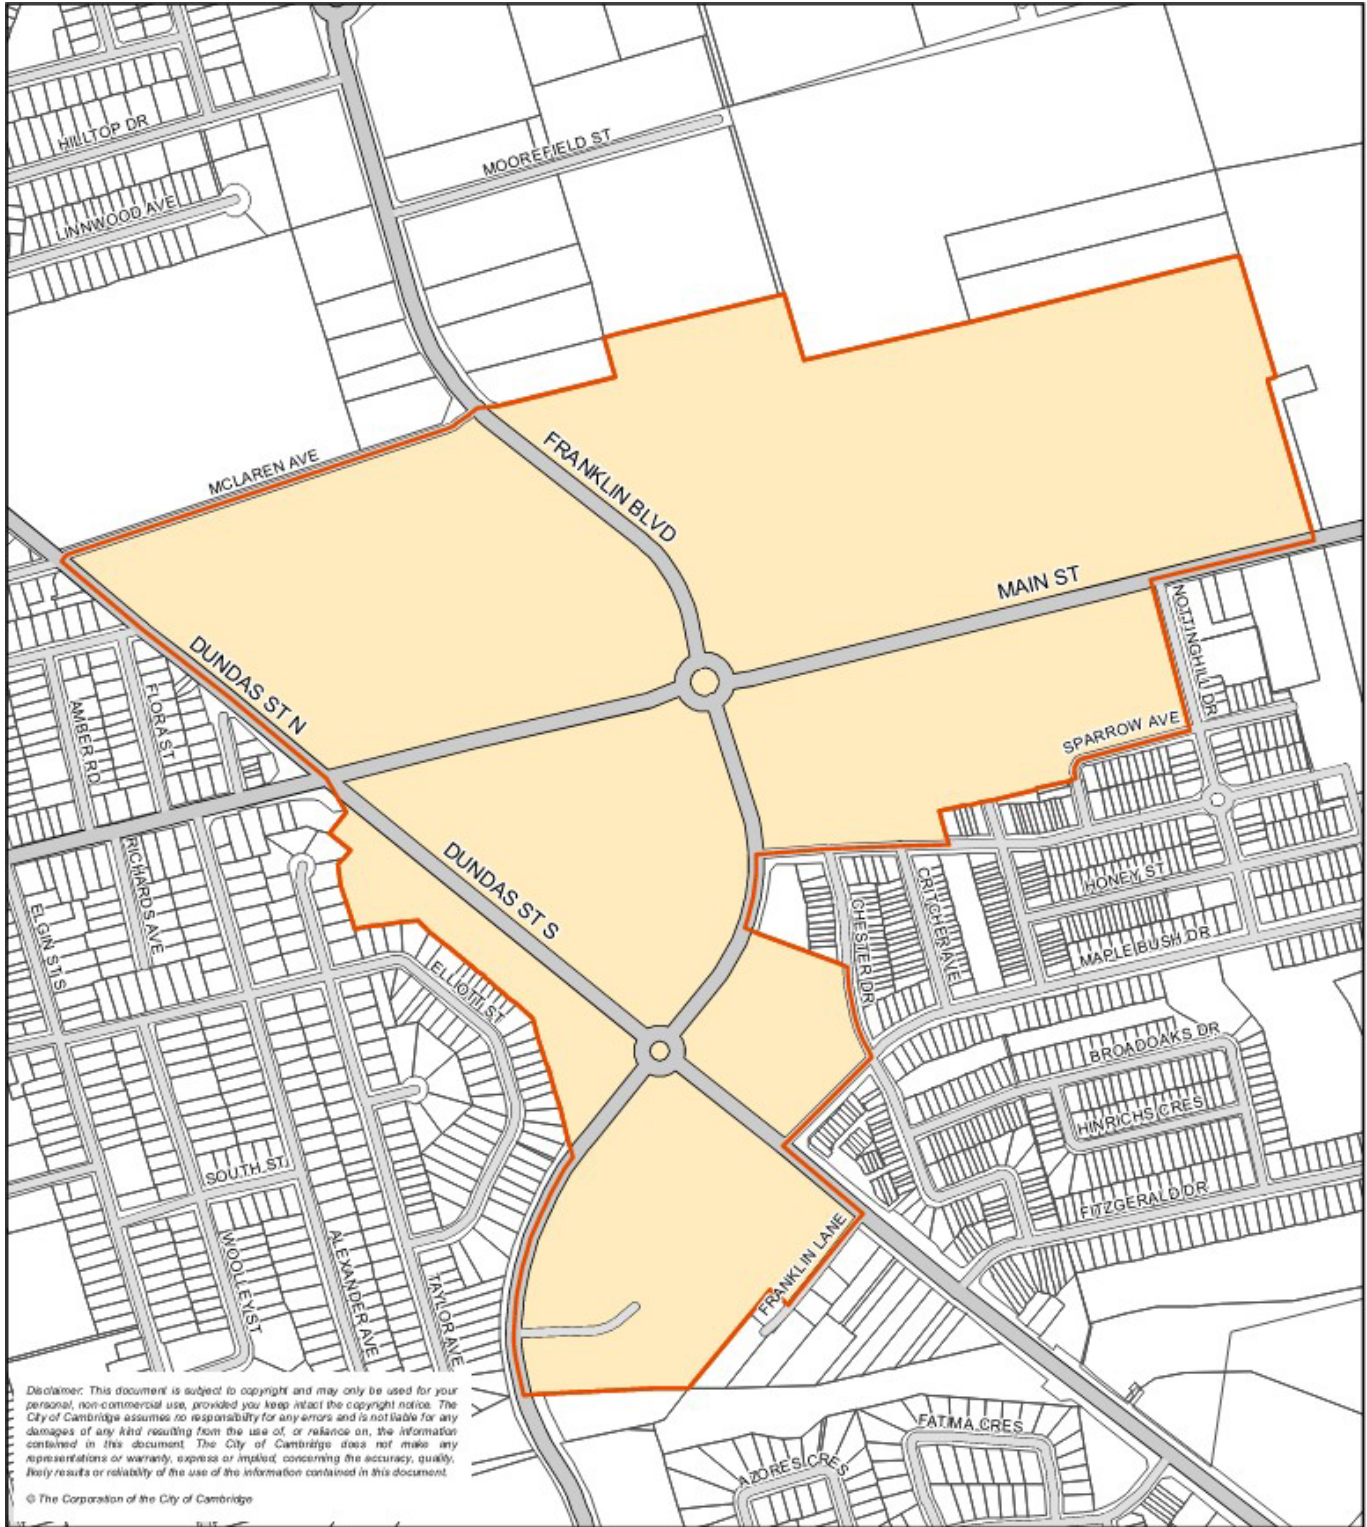 HILLTOP DR
MOOREFIELD ST
LINNWOOD AVE
MCLAREN AVE
FRANKLIN BLVD
MAIN ST
NOTTINGHILL DR
DUNDAS ST N
FLORA ST
AMBER RD
SPARROW AVE
RICHARDS AVE
DUNDAS ST S
ELGIN ST S
CRITCHER AVE
HONEY ST
CHESTER DR
MAPLE BUSH DR
ELLIOTT ST
BROADOAKS DR
HINRICHS CRES
SOUTH ST
FITZGERALD DR
WOOLLEY ST
ALEXANDER AVE
TAYLOR AVE
FRANKLIN LANE
FATIMA CRES
AZORES CRES
Disclaimer: This document is subject to copyright and may only be used for your
personal, non-commercial use, provided you keep intact the copyright notice. The
City of Cambridge assumes no responsibility for any errors and is not liable for any
damages of any kind resulting from the use of, or reliance on, the information
contained in this document. The City of Cambridge does not make any
representations or warranty, express or implied, concerning the accuracy, quality,
likely results or reliability of the use of the information contained in this document.
© The Corporation of the City of Cambridge